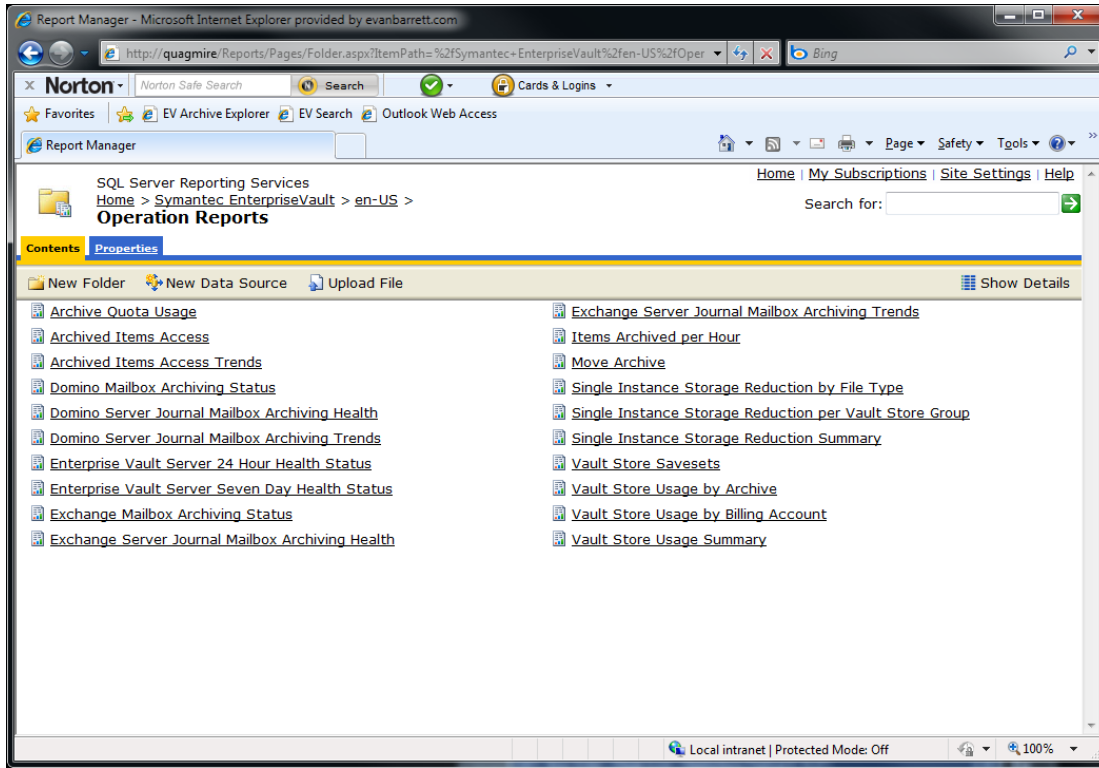 Report Manager - Microsoft Internet Explorer provided by evanbarrett.com
http://quagmire/Reports/Pages/Folder.aspx?ItemPath=%2fSymantec+EnterpriseVault%2fen-US%2fOper
Bing
x Norton Norton Safe Search Search Cards & Logins
Favorites EV Archive Explorer EV Search Outlook Web Access
Report Manager Page Safety Tools
SQL Server Reporting Services
Home | My Subscriptions | Site Settings | Help
Home > Symantec EnterpriseVault > en-US >
Operation Reports
Search for:
Contents Properties
New Folder New Data Source Upload File Show Details
Archive Quota Usage
Archived Items Access
Archived Items Access Trends
Domino Mailbox Archiving Status
Domino Server Journal Mailbox Archiving Health
Domino Server Journal Mailbox Archiving Trends
Enterprise Vault Server 24 Hour Health Status
Enterprise Vault Server Seven Day Health Status
Exchange Mailbox Archiving Status
Exchange Server Journal Mailbox Archiving Health
Exchange Server Journal Mailbox Archiving Trends
Items Archived per Hour
Move Archive
Single Instance Storage Reduction by File Type
Single Instance Storage Reduction per Vault Store Group
Single Instance Storage Reduction Summary
Vault Store Savesets
Vault Store Usage by Archive
Vault Store Usage by Billing Account
Vault Store Usage Summary
Local intranet | Protected Mode: Off 100%